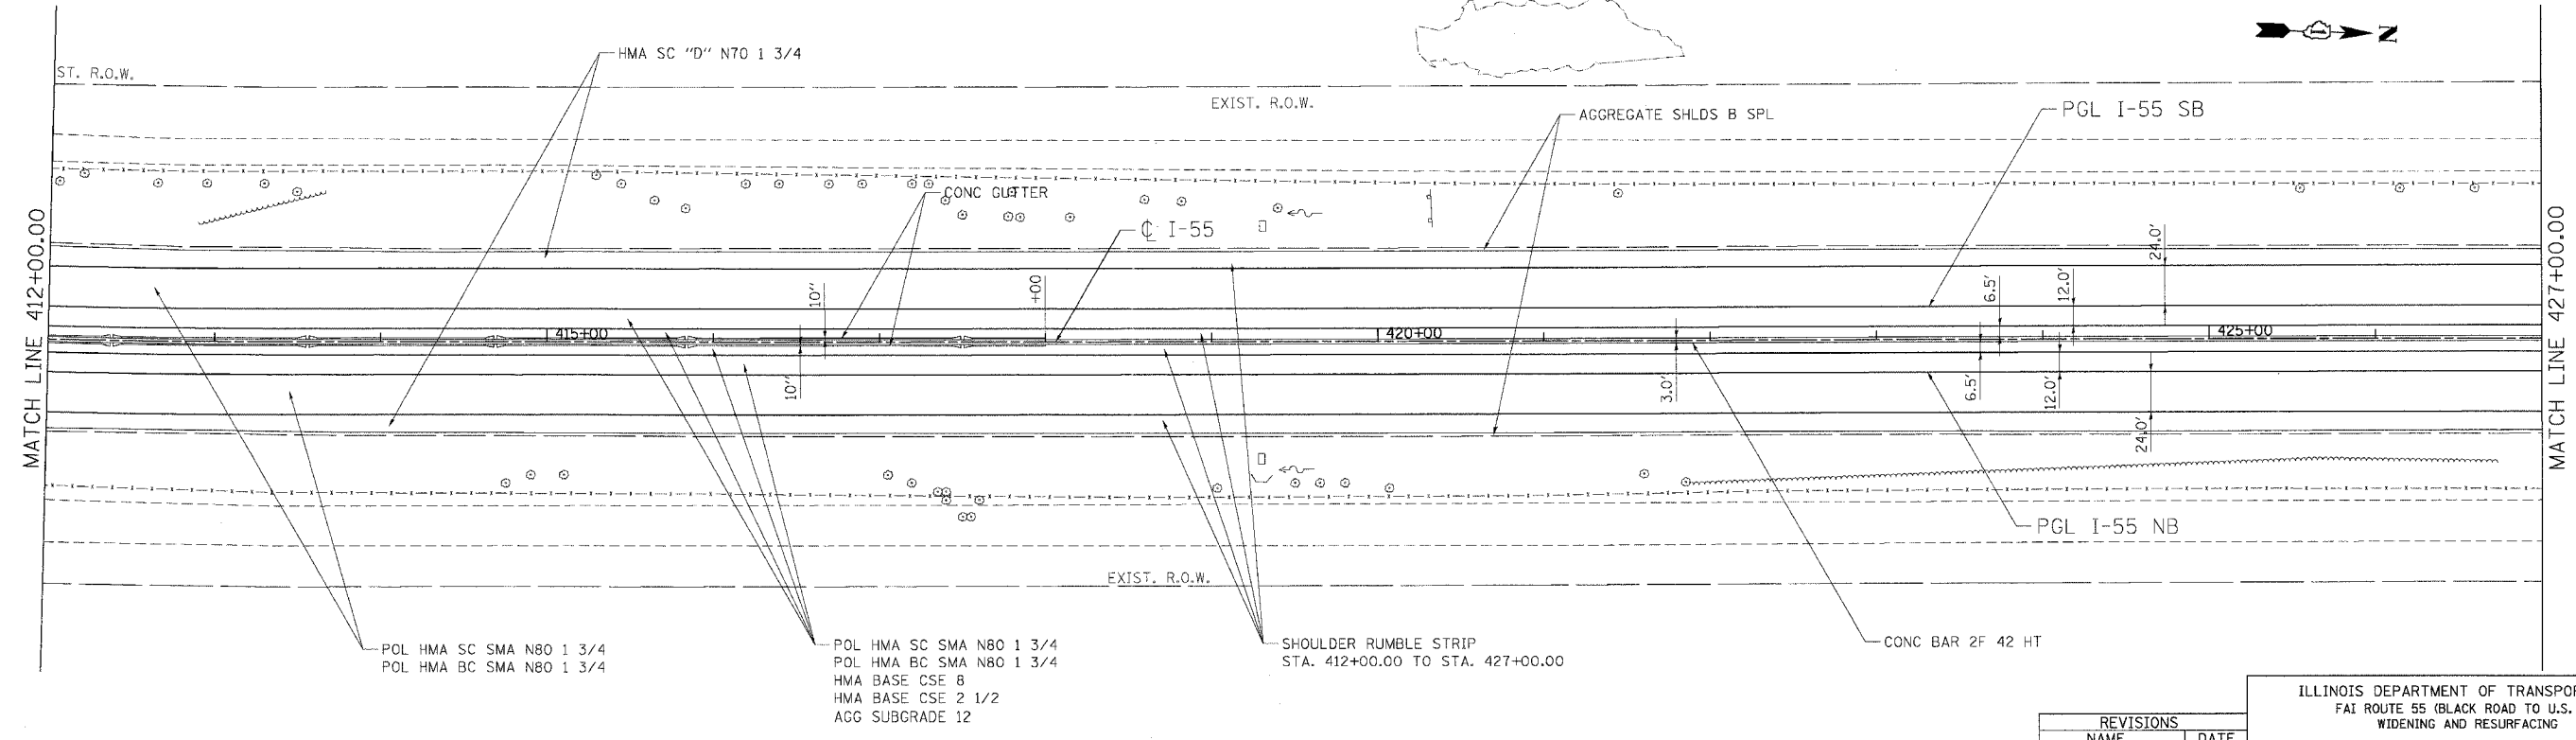 HMA SC "D" N70 1 3/4
N
ST. R.O.W.
EXIST. R.O.W.
AGGREGATE SHLDS B SPL
PGL I-55 SB
CONC GUTTER
℄ I-55
MATCH LINE 412+00.00
MATCH LINE 427+00.00
10"
+00
24.0'
6.5'
12.0'
415+00
420+00
425+00
10"
3.0'
6.5'
12.0'
24.0'
PGL I-55 NB
EXIST. R.O.W.
POL HMA SC SMA N80 1 3/4
POL HMA BC SMA N80 1 3/4
POL HMA SC SMA N80 1 3/4
POL HMA BC SMA N80 1 3/4
HMA BASE CSE 8
HMA BASE CSE 2 1/2
AGG SUBGRADE 12
SHOULDER RUMBLE STRIP
STA. 412+00.00 TO STA. 427+00.00
CONC BAR 2F 42 HT
REVISIONS
NAME
DATE
ILLINOIS DEPARTMENT OF TRANSPO
FAI ROUTE 55 (BLACK ROAD TO U.S.
WIDENING AND RESURFACING